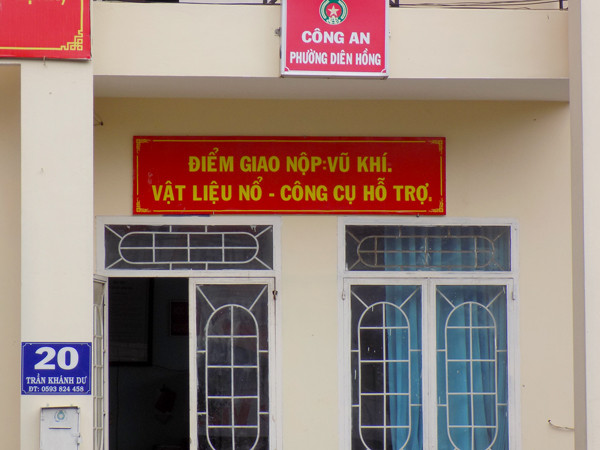 CÔNG AN
PHƯỜNG DIÊN HỒNG
ĐIỂM GIAO NỘP:VŨ KHÍ.
VẬT LIỆU NỔ - CÔNG CỤ HỖ TRỢ.
20
TRẦN KHÁNH DƯ
ĐT: 0593 824 458